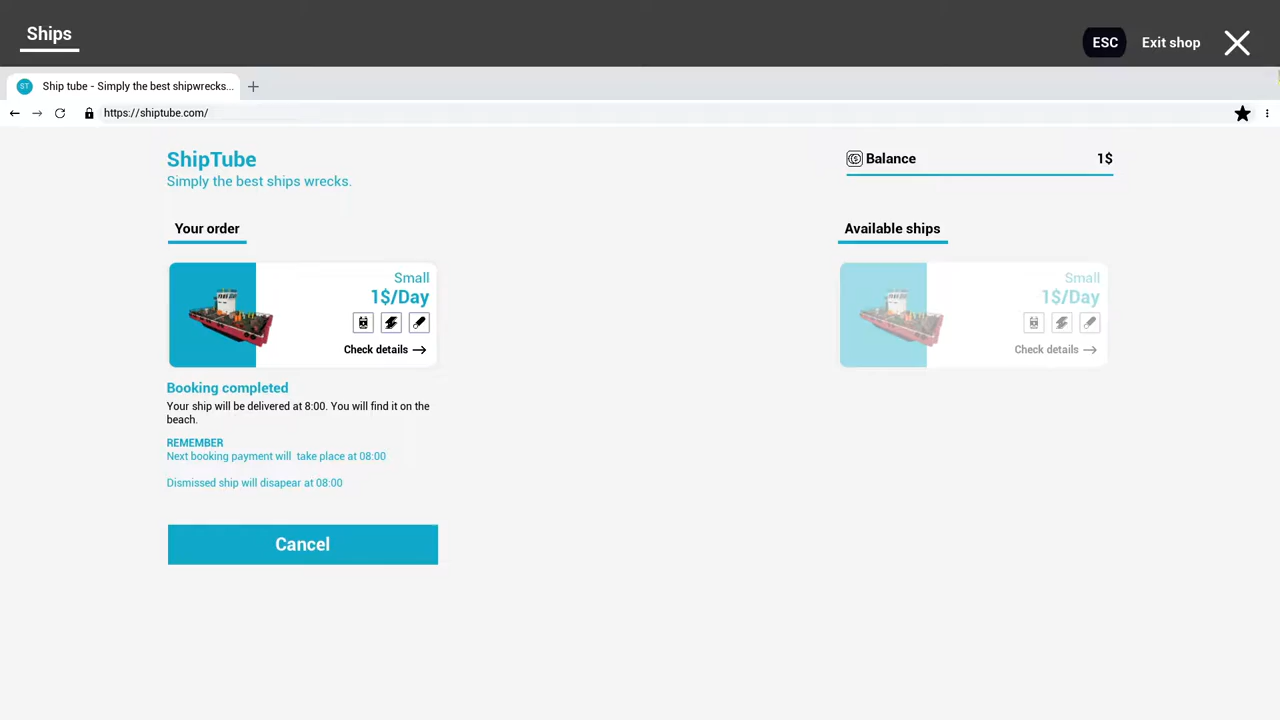 Ships
ESC Exit shop
ST Ship tube - Simply the best shipwrecks...
https://shiptube.com/
ShipTube
Simply the best ships wrecks.
Balance 1$
Your order
Small
1$/Day
Check details
Booking completed
Your ship will be delivered at 8:00. You will find it on the
beach.
REMEMBER
Next booking payment will take place at 08:00
Dismissed ship will disapear at 08:00
Cancel
Available ships
Small
1$/Day
Check details